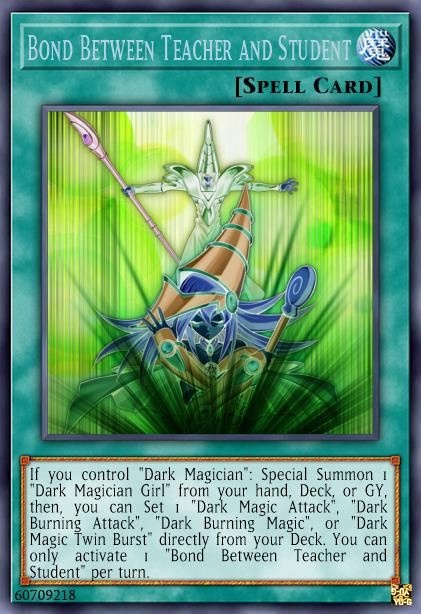 Bond Between Teacher and Student
魔
[Spell Card]
If you control "Dark Magician": Special Summon 1
"Dark Magician Girl" from your hand, Deck, or GY,
then, you can Set 1 "Dark Magic Attack", "Dark
Burning Attack", "Dark Burning Magic", or "Dark
Magic Twin Burst" directly from your Deck. You can
only activate 1 "Bond Between Teacher and
Student" per turn.
60709218